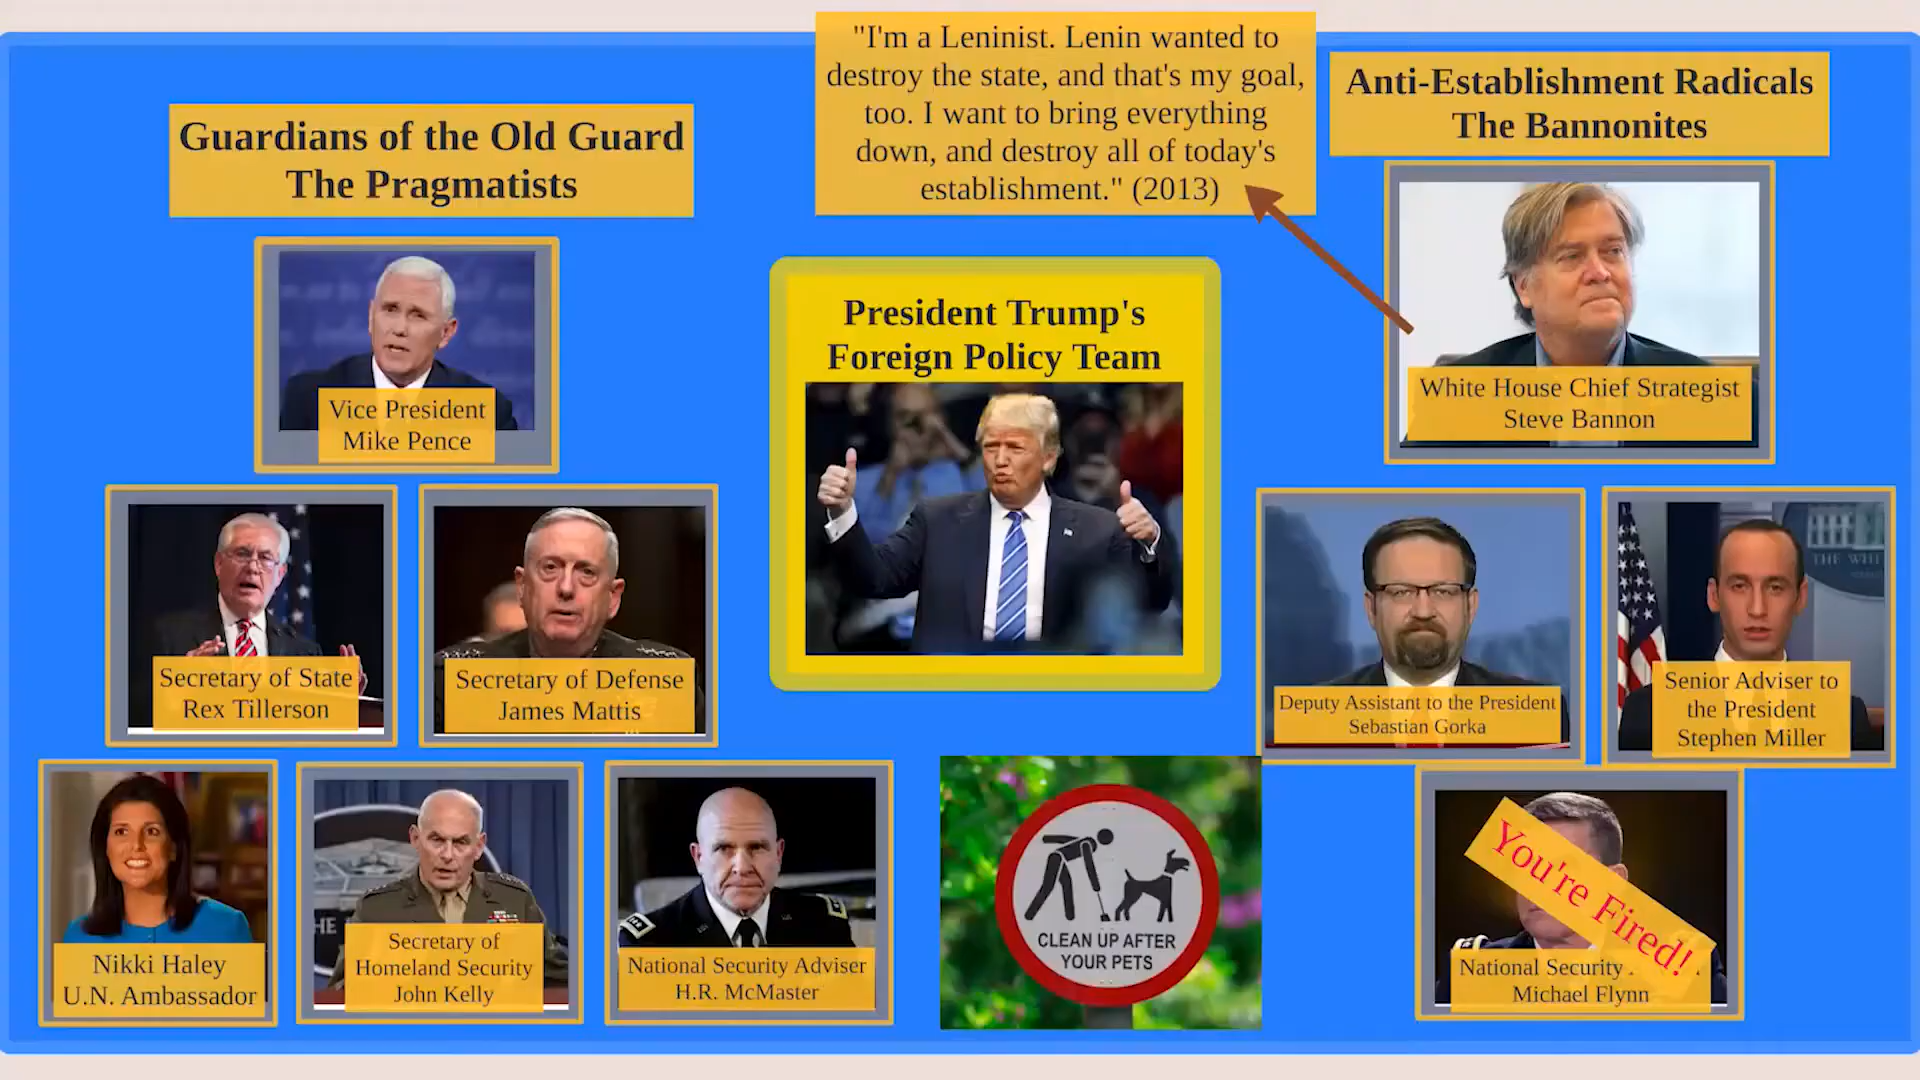 "I'm a Leninist. Lenin wanted to
destroy the state, and that's my goal,
too. I want to bring everything
down, and destroy all of today's
establishment." (2013)
Guardians of the Old Guard
The Pragmatists
Anti-Establishment Radicals
The Bannonites
President Trump's
Foreign Policy Team
Vice President
Mike Pence
White House Chief Strategist
Steve Bannon
Secretary of State
Rex Tillerson
Secretary of Defense
James Mattis
Deputy Assistant to the President
Sebastian Gorka
THE WHI
Senior Adviser to
the President
Stephen Miller
Nikki Haley
U.N. Ambassador
HE
Secretary of
Homeland Security
John Kelly
National Security Adviser
H.R. McMaster
CLEAN UP AFTER
YOUR PETS
You're Fired!
National Security
Michael Flynn